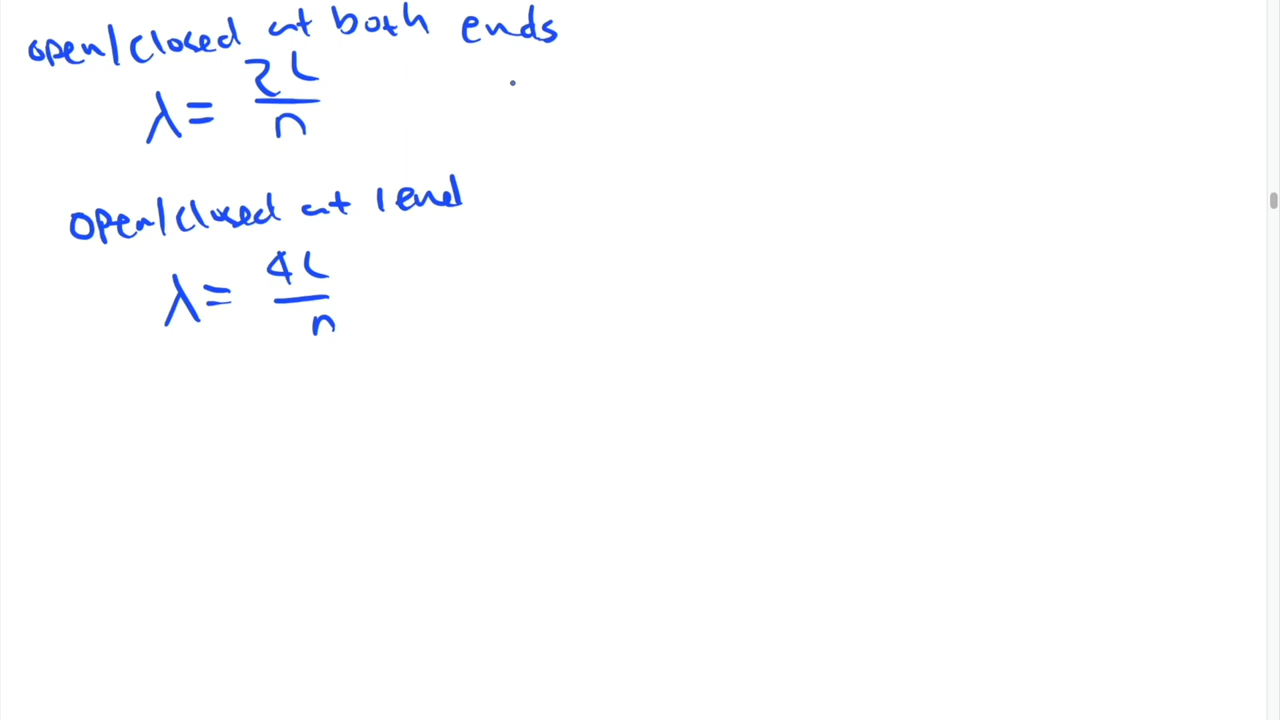 open/closed at both ends
λ = 2L/n
open/closed at 1 end
λ = 4L/n